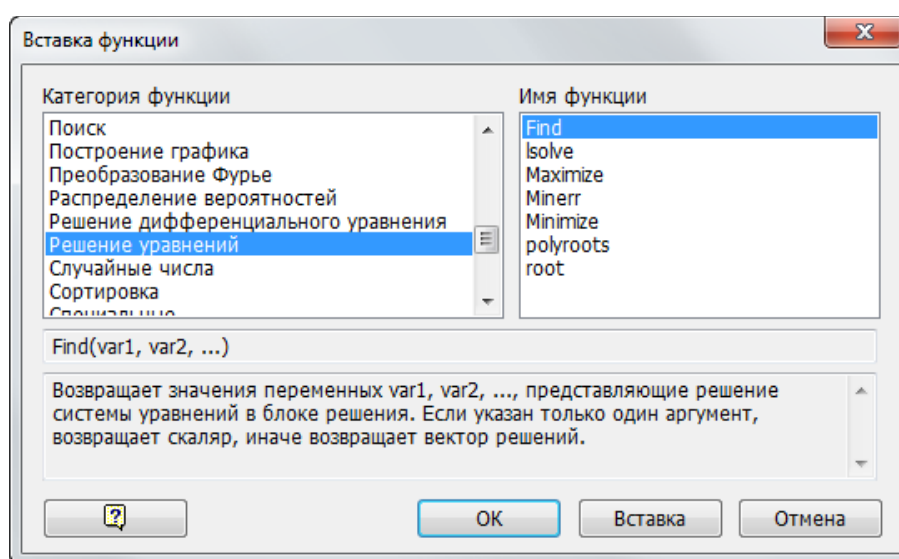 Вставка функции
Категория функции
Поиск
Построение графика
Преобразование Фурье
Распределение вероятностей
Решение дифференциального уравнения
Решение уравнений
Случайные числа
Сортировка
Имя функции
Find
lsolve
Maximize
Minerr
Minimize
polyroots
root
Find(var1, var2, ...)
Возвращает значения переменных var1, var2, ..., представляющие решение
системы уравнений в блоке решения. Если указан только один аргумент,
возвращает скаляр, иначе возвращает вектор решений.
ОК
Вставка
Отмена